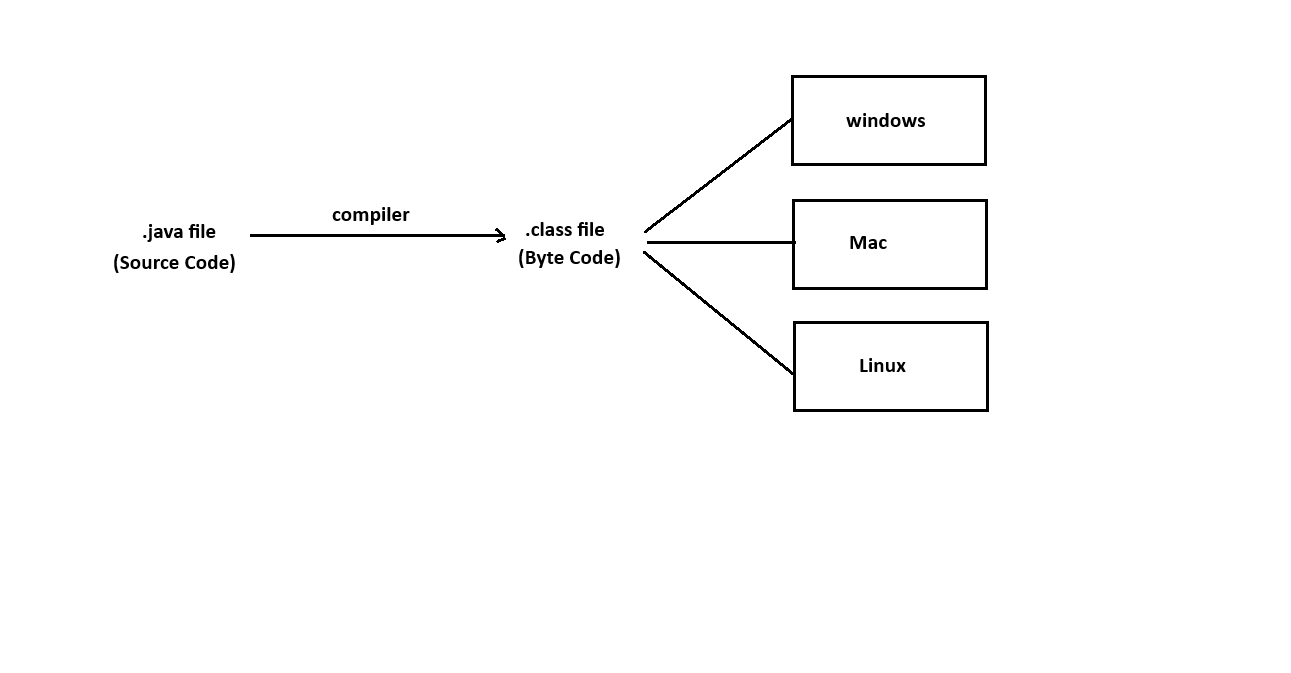 .java file
(Source Code)
compiler
.class file
(Byte Code)
windows
Mac
Linux